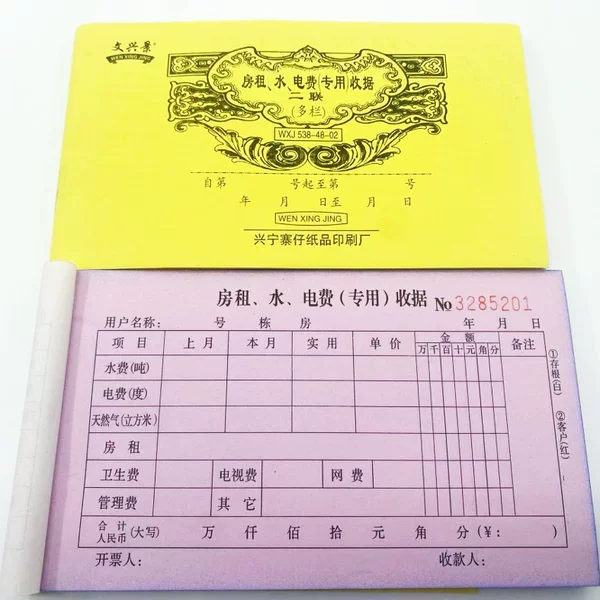 文兴景
WEN XING JING
房租、水、电费(专用)收据
二联
(多栏)
WXJ 538-48-02
自第 号起至第 号
年 月 日至 月 日
WEN XING JING
兴宁寨仔纸品印刷厂
房租、水、电费(专用)收据 No 3285201
用户名称: 号 栋 房 年 月 日
项目 上月 本月 实用 单价 金额 备注
万 千 百 十 元 角 分
水费(吨)
电费(度)
天然气(立方米)
房租
卫生费 电视费 网费
管理费 其它
合计人民币(大写) 万 仟 佰 拾 元 角 分(¥: )
开票人: 收款人:
①存根(白)
②客户(红)